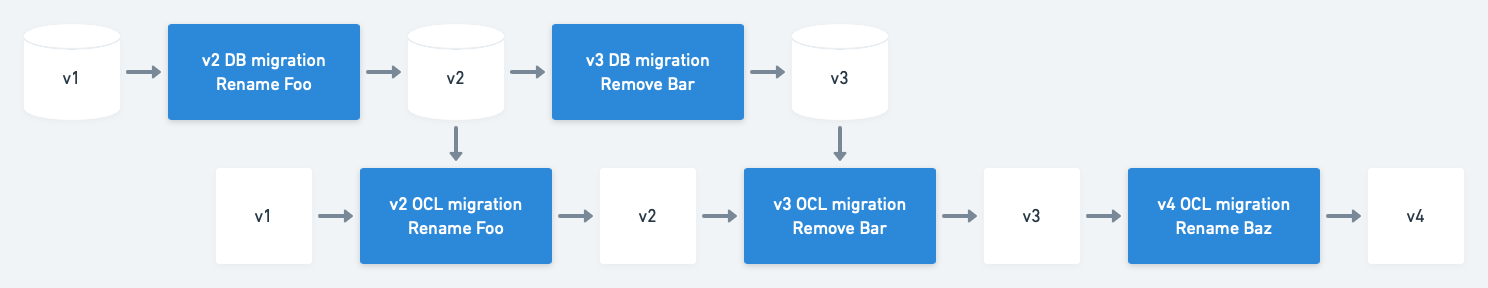 v1
v2 DB migration
Rename Foo
v2
v3 DB migration
Remove Bar
v3
v1
v2 OCL migration
Rename Foo
v2
v3 OCL migration
Remove Bar
v3
v4 OCL migration
Rename Baz
v4